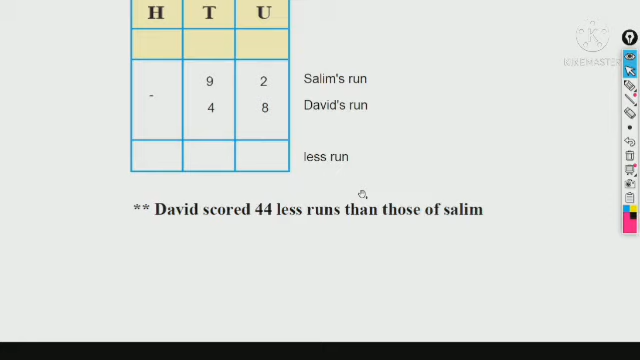 H T U
K
KINEMASTER
9 2 Salim's run
- 4 8 David's run
less run
** David scored 44 less runs than those of salim